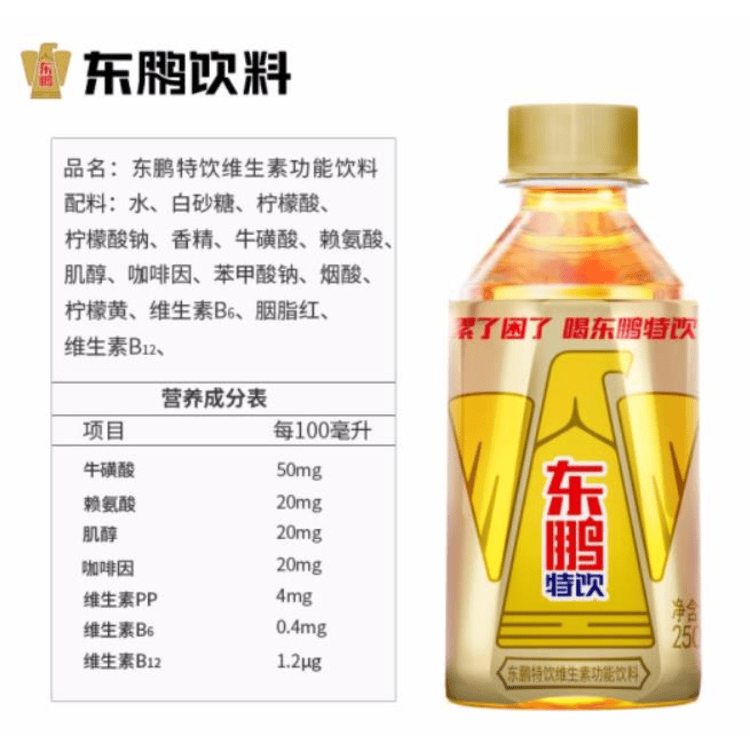 东鹏
东鹏饮料
品名：东鹏特饮维生素功能饮料
配料：水、白砂糖、柠檬酸、
柠檬酸钠、香精、牛磺酸、赖氨酸、
肌醇、咖啡因、苯甲酸钠、烟酸、
柠檬黄、维生素B6、胭脂红、
维生素B12、
营养成分表
项目 每100毫升
牛磺酸 50mg
赖氨酸 20mg
肌醇 20mg
咖啡因 20mg
维生素PP 4mg
维生素B6 0.4mg
维生素B12 1.2μg
累了困了 喝东鹏特饮
东鹏
特饮
净含
250
东鹏特饮维生素功能饮料